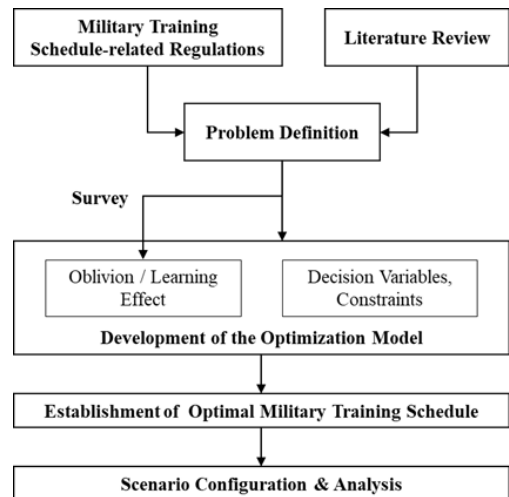 Military Training
Schedule-related Regulations
Literature Review
Problem Definition
Survey
Oblivion / Learning
Effect
Decision Variables,
Constraints
Development of the Optimization Model
Establishment of Optimal Military Training Schedule
Scenario Configuration & Analysis